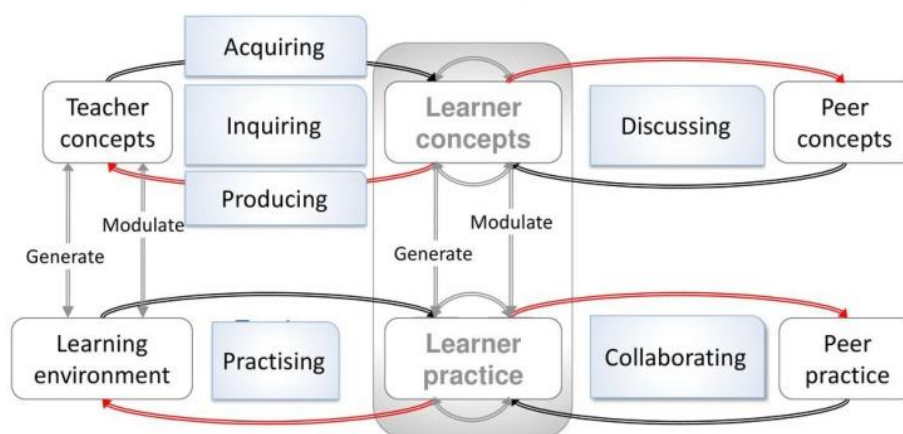 Acquiring
Teacher
concepts
Inquiring
Learner
concepts
Discussing
Peer
concepts
Producing
Modulate
Generate
Modulate
Generate
Learning
environment
Practising
Learner
practice
Collaborating
Peer
practice